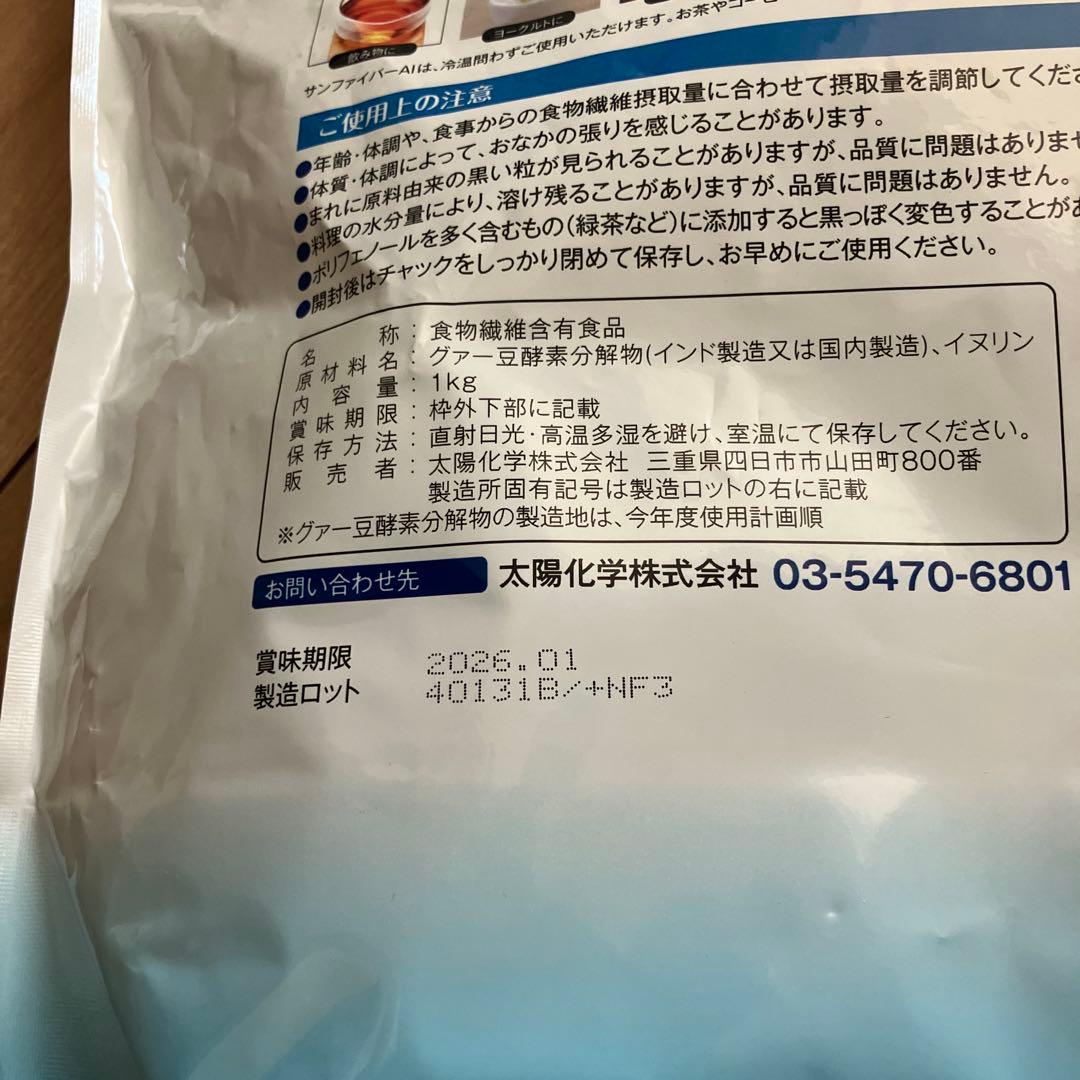 飲み物に
ヨーグルトに
サンファイバーAIは、冷温問わずご使用いただけます。お茶やコーヒ
ご使用上の注意
●年齢・体調や、食事からの食物繊維摂取量に合わせて摂取量を調節してくださ
●体質・体調によって、おなかの張りを感じることがあります。
●まれに原料由来の黒い粒が見られることがありますが、品質に問題はありませ
●料理の水分量により、溶け残ることがありますが、品質に問題はありません。
●ポリフェノールを多く含むもの(緑茶など)に添加すると黒っぽく変色することがあ
●開封後はチャックをしっかり閉めて保存し、お早めにご使用ください。
名称:食物繊維含有食品
原材料名:グァー豆酵素分解物(インド製造又は国内製造)、イヌリン
内容量:1kg
賞味期限:枠外下部に記載
保存方法:直射日光・高温多湿を避け、室温にて保存してください。
販売者:太陽化学株式会社 三重県四日市市山田町800番
製造所固有記号は製造ロットの右に記載
※グァー豆酵素分解物の製造地は、今年度使用計画順
お問い合わせ先 太陽化学株式会社 03-5470-6801
賞味期限 2026.01
製造ロット 40131B/+NF3